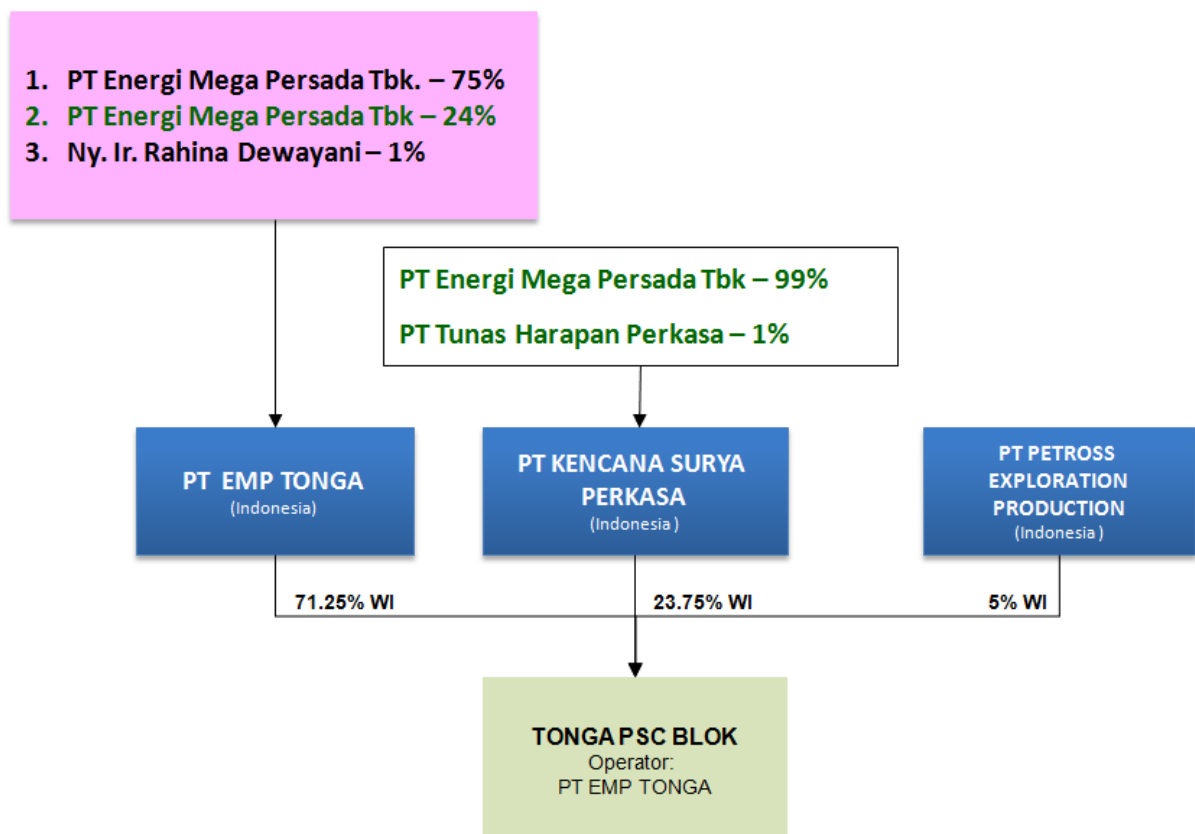 1. PT Energi Mega Persada Tbk. – 75%
2. PT Energi Mega Persada Tbk – 24%
3. Ny. Ir. Rahina Dewayani – 1%
PT Energi Mega Persada Tbk – 99%
PT Tunas Harapan Perkasa – 1%
PT EMP TONGA
(Indonesia)
PT KENCANA SURYA
PERKASA
(Indonesia )
PT PETROSS
EXPLORATION
PRODUCTION
(Indonesia )
71.25% WI
23.75% WI
5% WI
TONGA PSC BLOK
Operator:
PT EMP TONGA